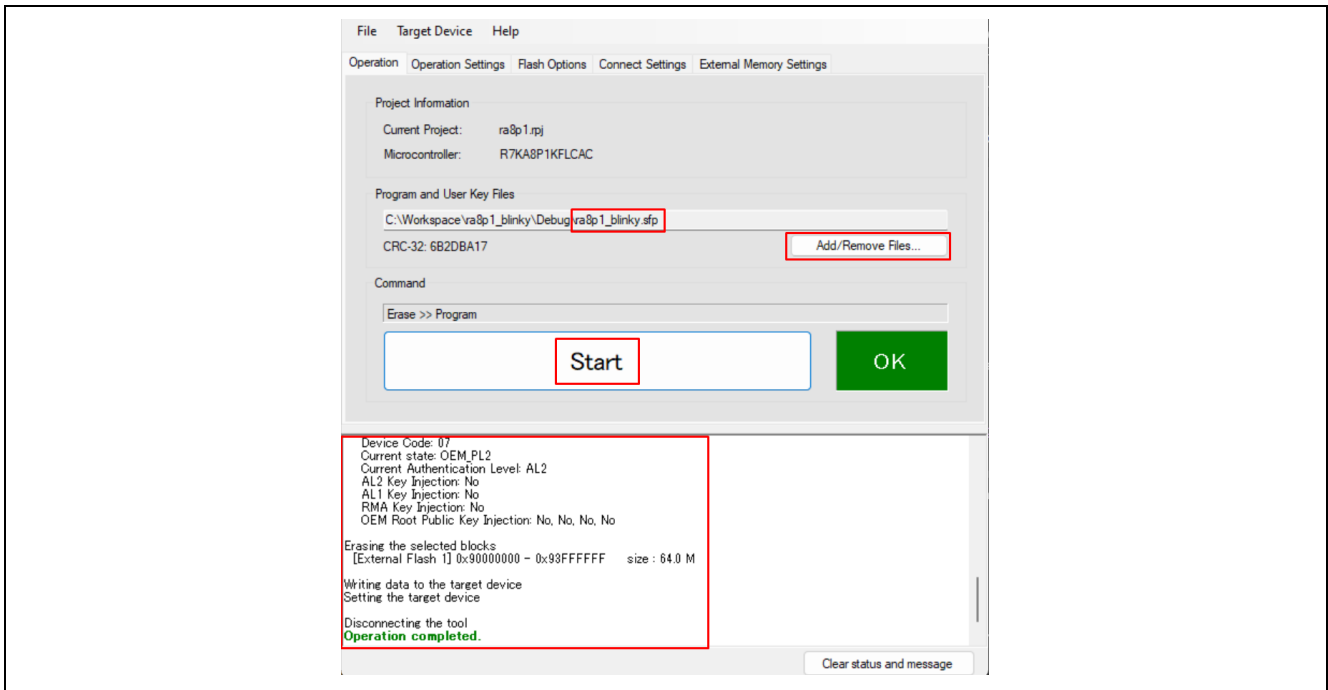 File Target Device Help
Operation Operation Settings Flash Options Connect Settings External Memory Settings
Project Information
Current Project: ra8p1.rpj
Microcontroller: R7KA8P1KFLCAC
Program and User Key Files
C:\Workspace\ra8p1_blinky\Debug\ra8p1_blinky.sfp
CRC-32: 6B2DBA17 Add/Remove Files...
Command
Erase >> Program
Start OK
Device Code: 07
Current state: OEM_PL2
Current Authentication Level: AL2
AL2 Key Injection: No
AL1 Key Injection: No
RMA Key Injection: No
OEM Root Public Key Injection: No, No, No, No
Erasing the selected blocks
[External Flash 1] 0x90000000 - 0x93FFFFFF size : 64.0 M
Writing data to the target device
Setting the target device
Disconnecting the tool
Operation completed.
Clear status and message